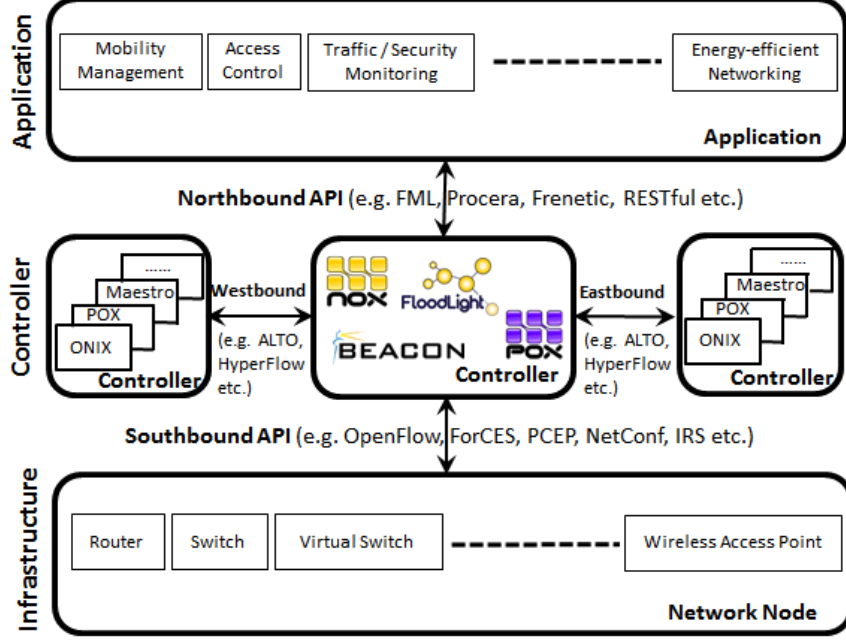 Application
Mobility
Management
Access
Control
Traffic / Security
Monitoring
Energy-efficient
Networking
Application
Northbound API (e.g. FML, Procera, Frenetic, RESTful etc.)
Controller
......
Maestro
POX
ONIX
Controller
Westbound
(e.g. ALTO,
HyperFlow
etc.)
nox
FloodLight
BEACON
POX
Controller
Eastbound
(e.g. ALTO,
HyperFlow
etc.)
...
Maestro
POX
ONIX
Controller
Southbound API (e.g. OpenFlow, ForCES, PCEP, NetConf, IRS etc.)
Infrastructure
Router
Switch
Virtual Switch
Wireless Access Point
Network Node